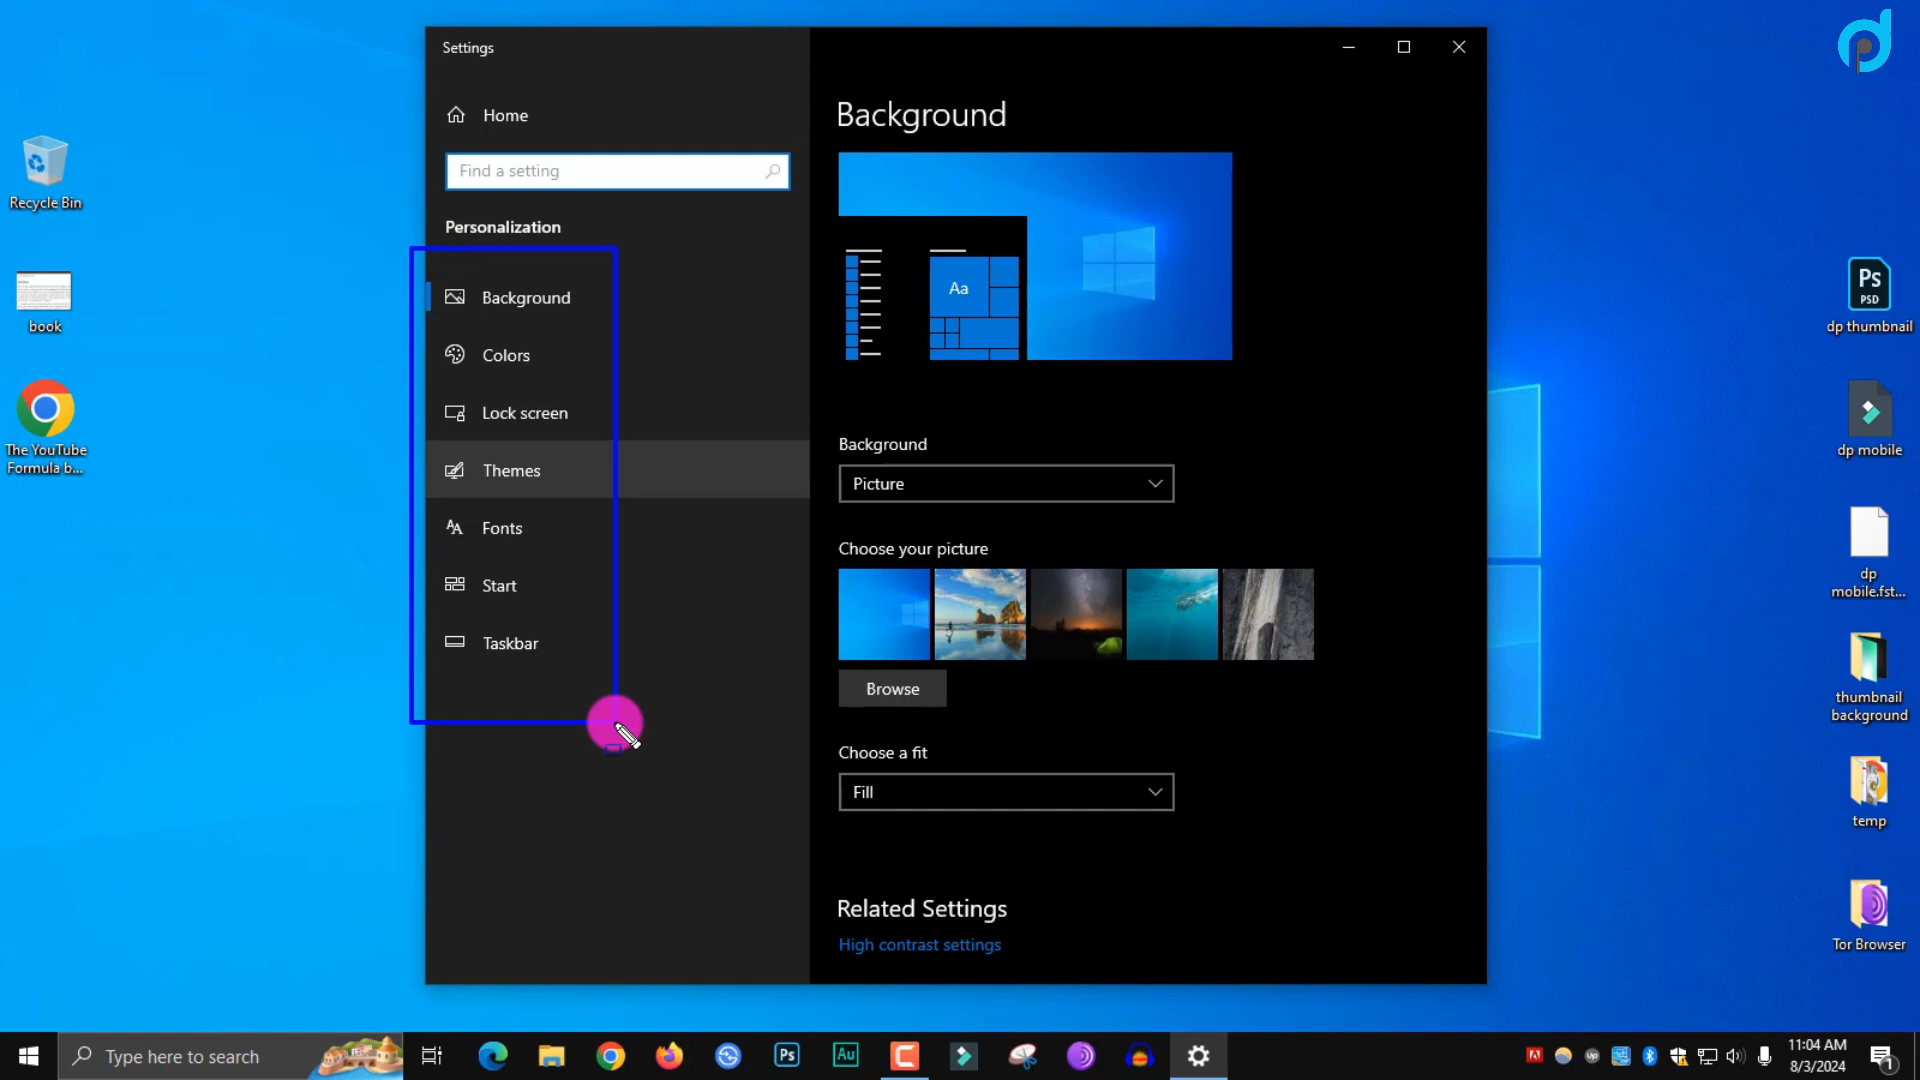 Settings
Home
Find a setting
Personalization
Background
Colors
Lock screen
Themes
Fonts
Start
Taskbar
Background
Aa
Background
Picture
Choose your picture
Browse
Choose a fit
Fill
Related Settings
High contrast settings
Recycle Bin
book
The YouTube
Formula b...
Ps
PSD
dp thumbnail
dp mobile
dp
mobile.fst...
thumbnail
background
temp
Tor Browser
Type here to search
Ps
Au
up
11:04 AM
8/3/2024
1